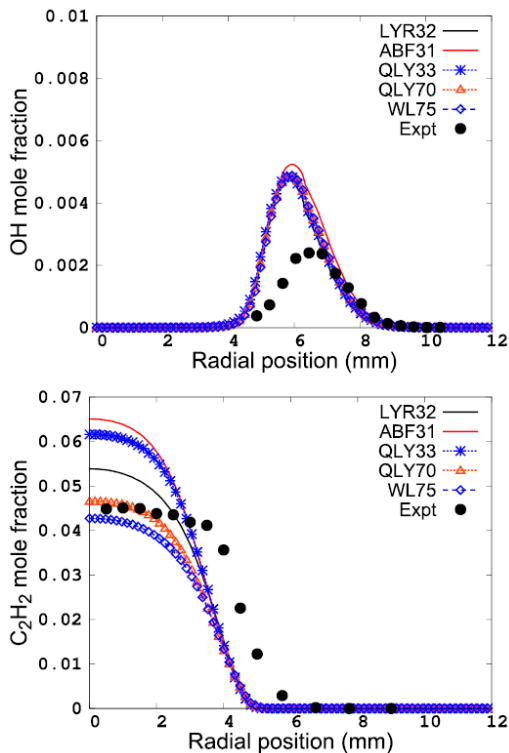 0.01
0.008
0.006
0.004
0.002
0
OH mole fraction
LYR32
ABF31
QLY33
QLY70
WL75
Expt
0 2 4 6 8 10 12
Radial position (mm)
0.07
0.06
0.05
0.04
0.03
0.02
0.01
0
C₂H₂ mole fraction
LYR32
ABF31
QLY33
QLY70
WL75
Expt
0 2 4 6 8 10 12
Radial position (mm)